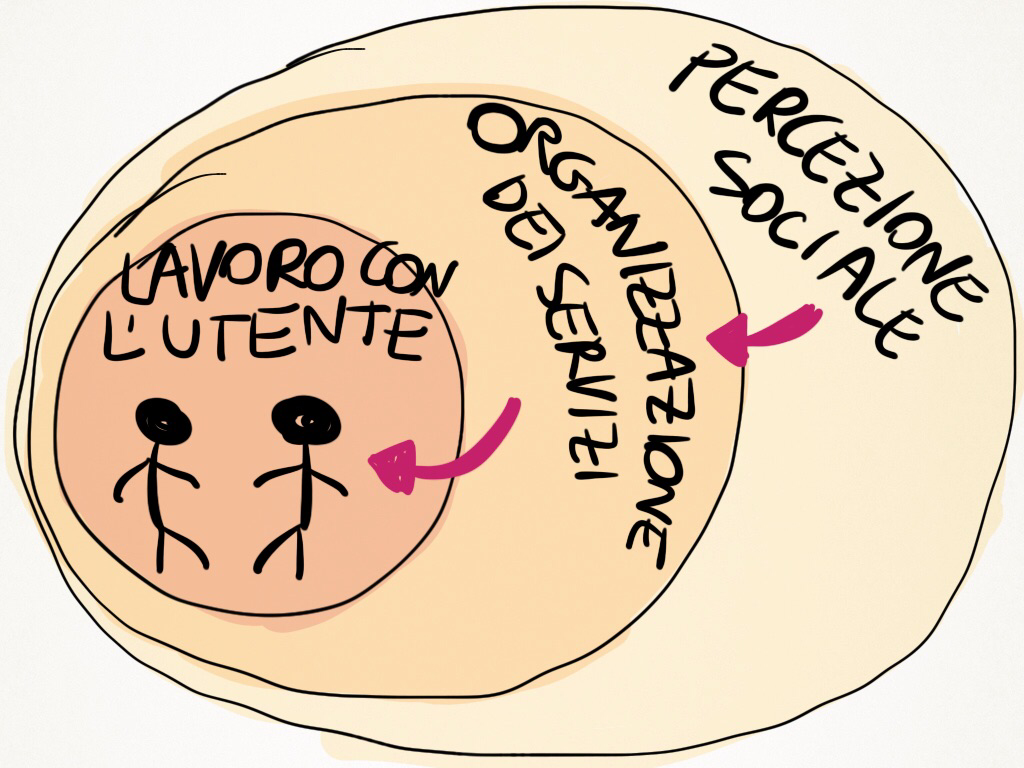 LAVORO CON
L'UTENTE
ORGANIZZAZIONE
DEI SERVIZI
PERCEZIONE
SOCIALE